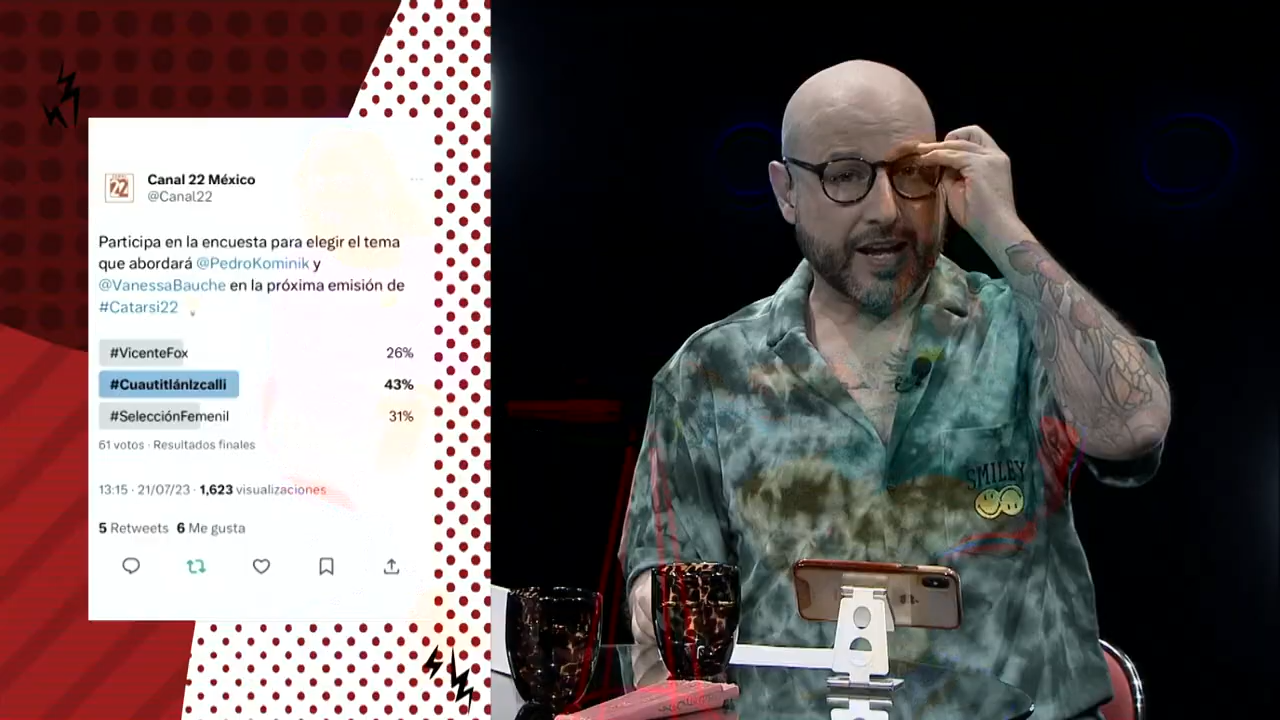 22
Canal 22 México
@Canal22
Participa en la encuesta para elegir el tema
que abordará @PedroKominik y
@VanessaBauche en la próxima emisión de
#Catarsi22
#VicenteFox 26%
#CuautitlánIzcalli 43%
#SelecciónFemenil 31%
61 votos · Resultados finales
13:15 · 21/07/23 · 1,623 visualizaciones
5 Retweets 6 Me gusta
SMILEY